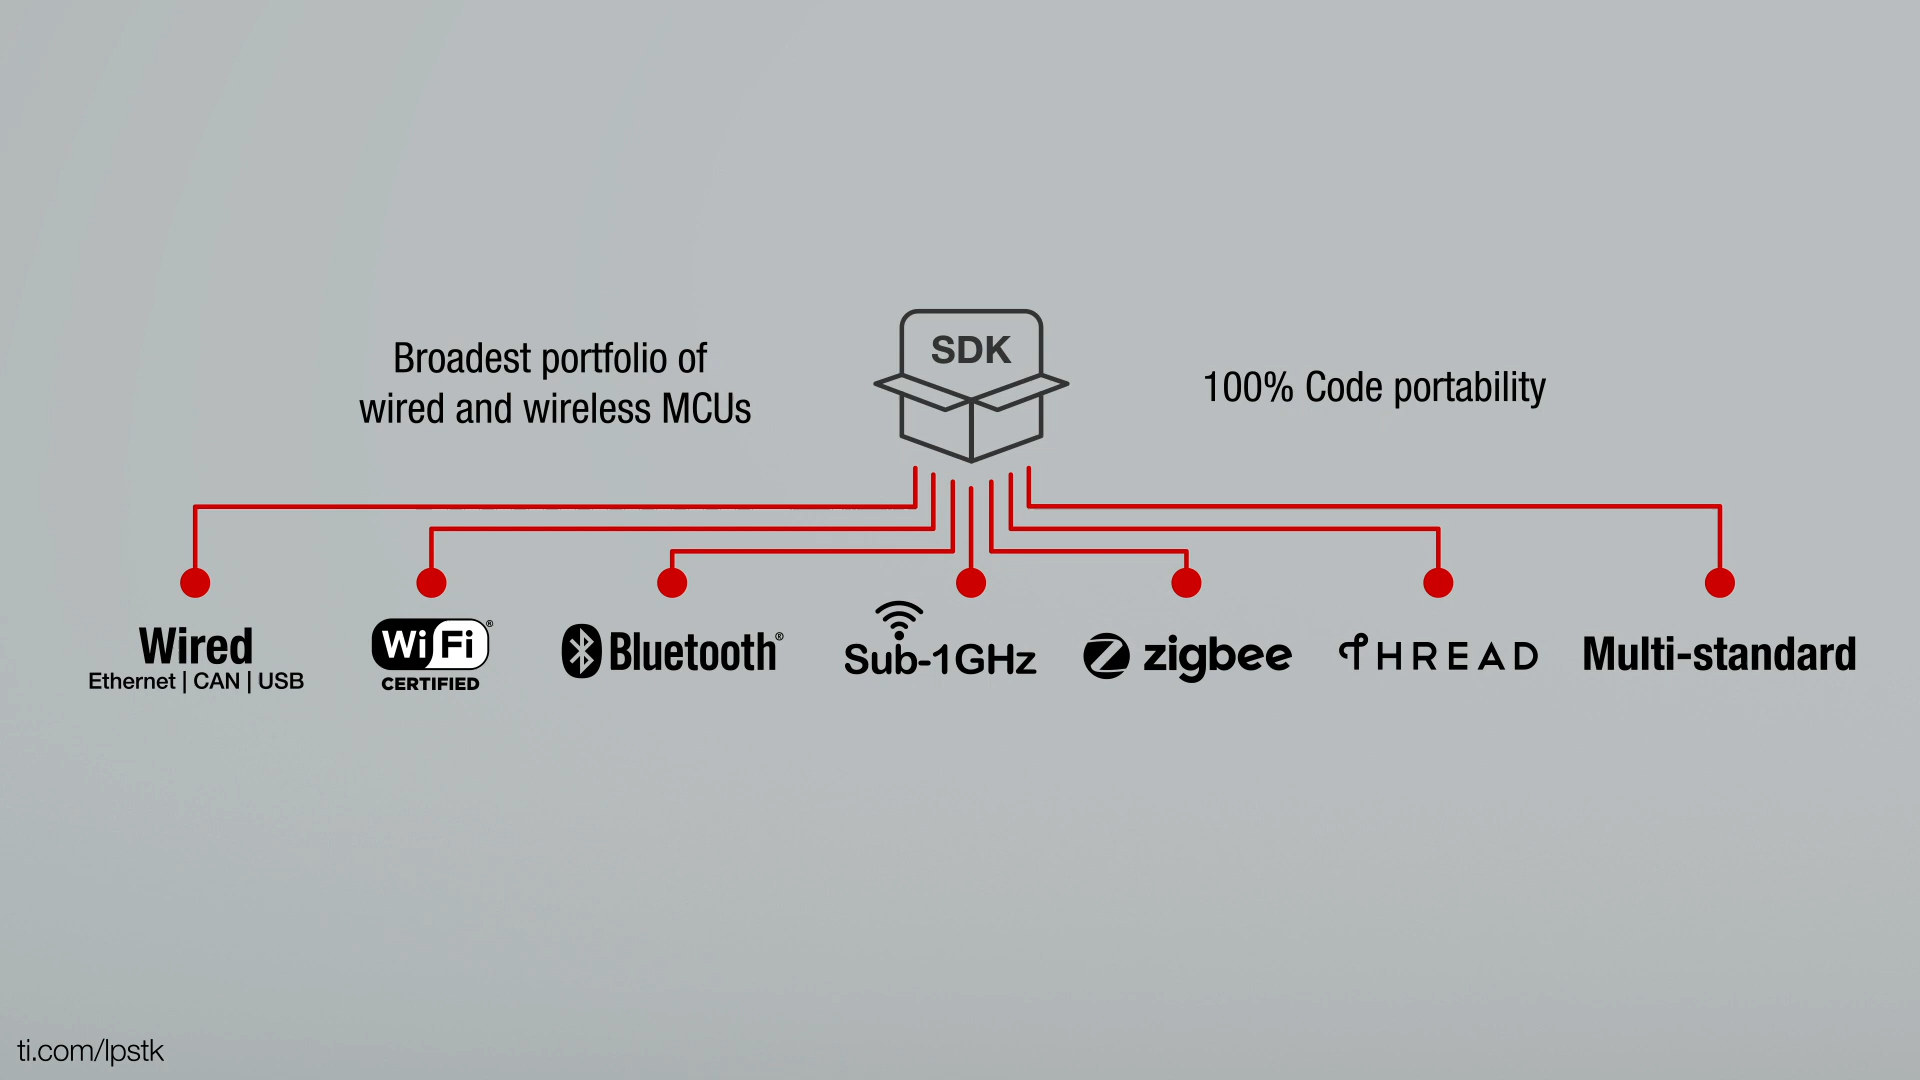 SDK
Broadest portfolio of
wired and wireless MCUs
100% Code portability
Wired
Ethernet | CAN | USB
WiFi®
CERTIFIED
Bluetooth®
Sub-1GHz
zigbee
THREAD
Multi-standard
ti.com/lpstk